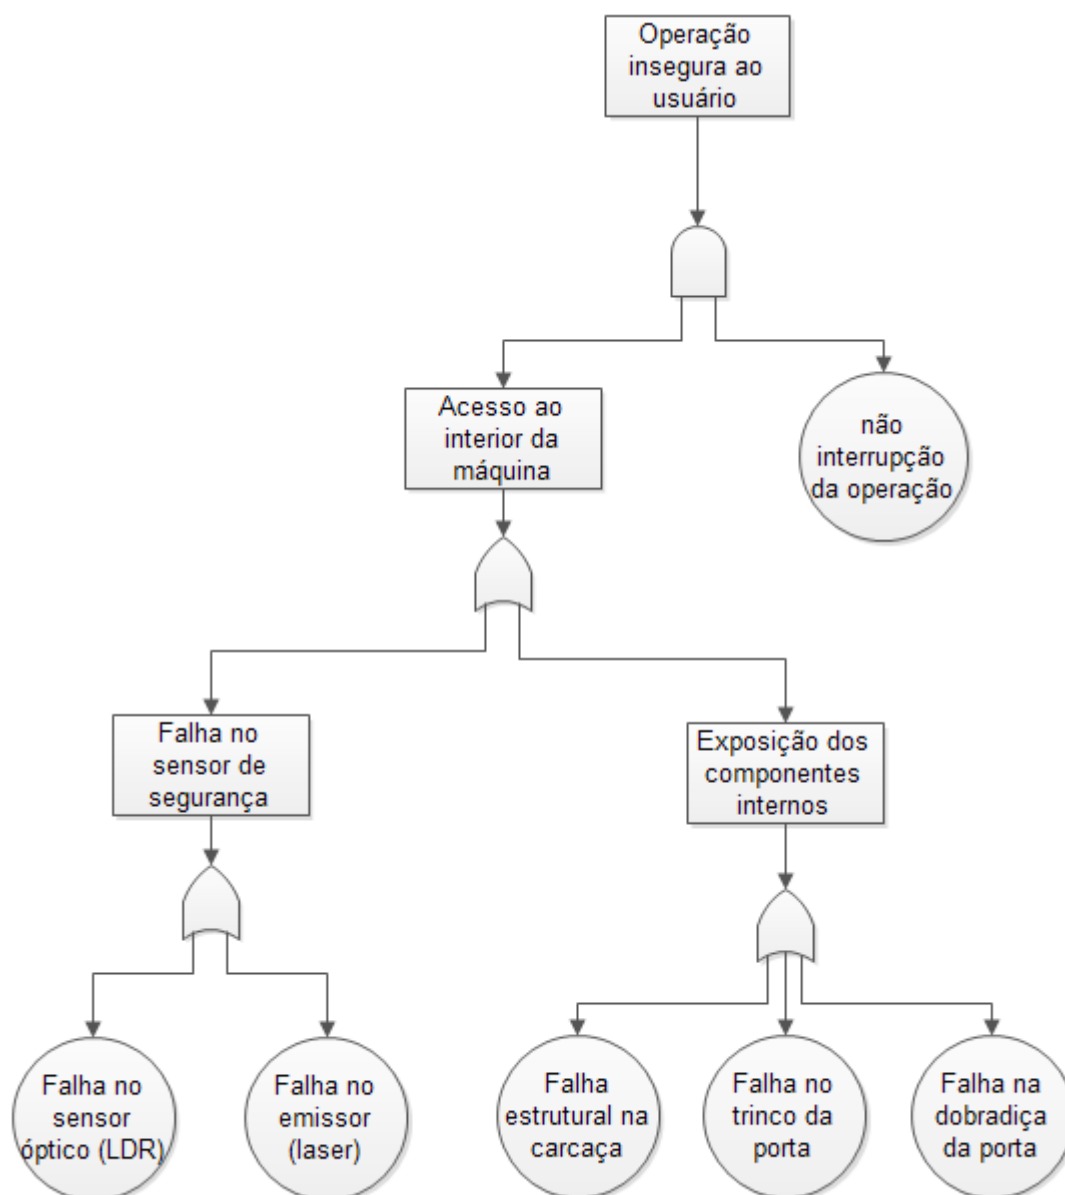 Operação
insegura ao
usuário
Acesso ao
interior da
máquina
não
interrupção
da operação
Falha no
sensor de
segurança
Exposição dos
componentes
internos
Falha no
sensor
óptico (LDR)
Falha no
emissor
(laser)
Falha
estrutural na
carcaça
Falha no
trinco da
porta
Falha na
dobradiça
da porta